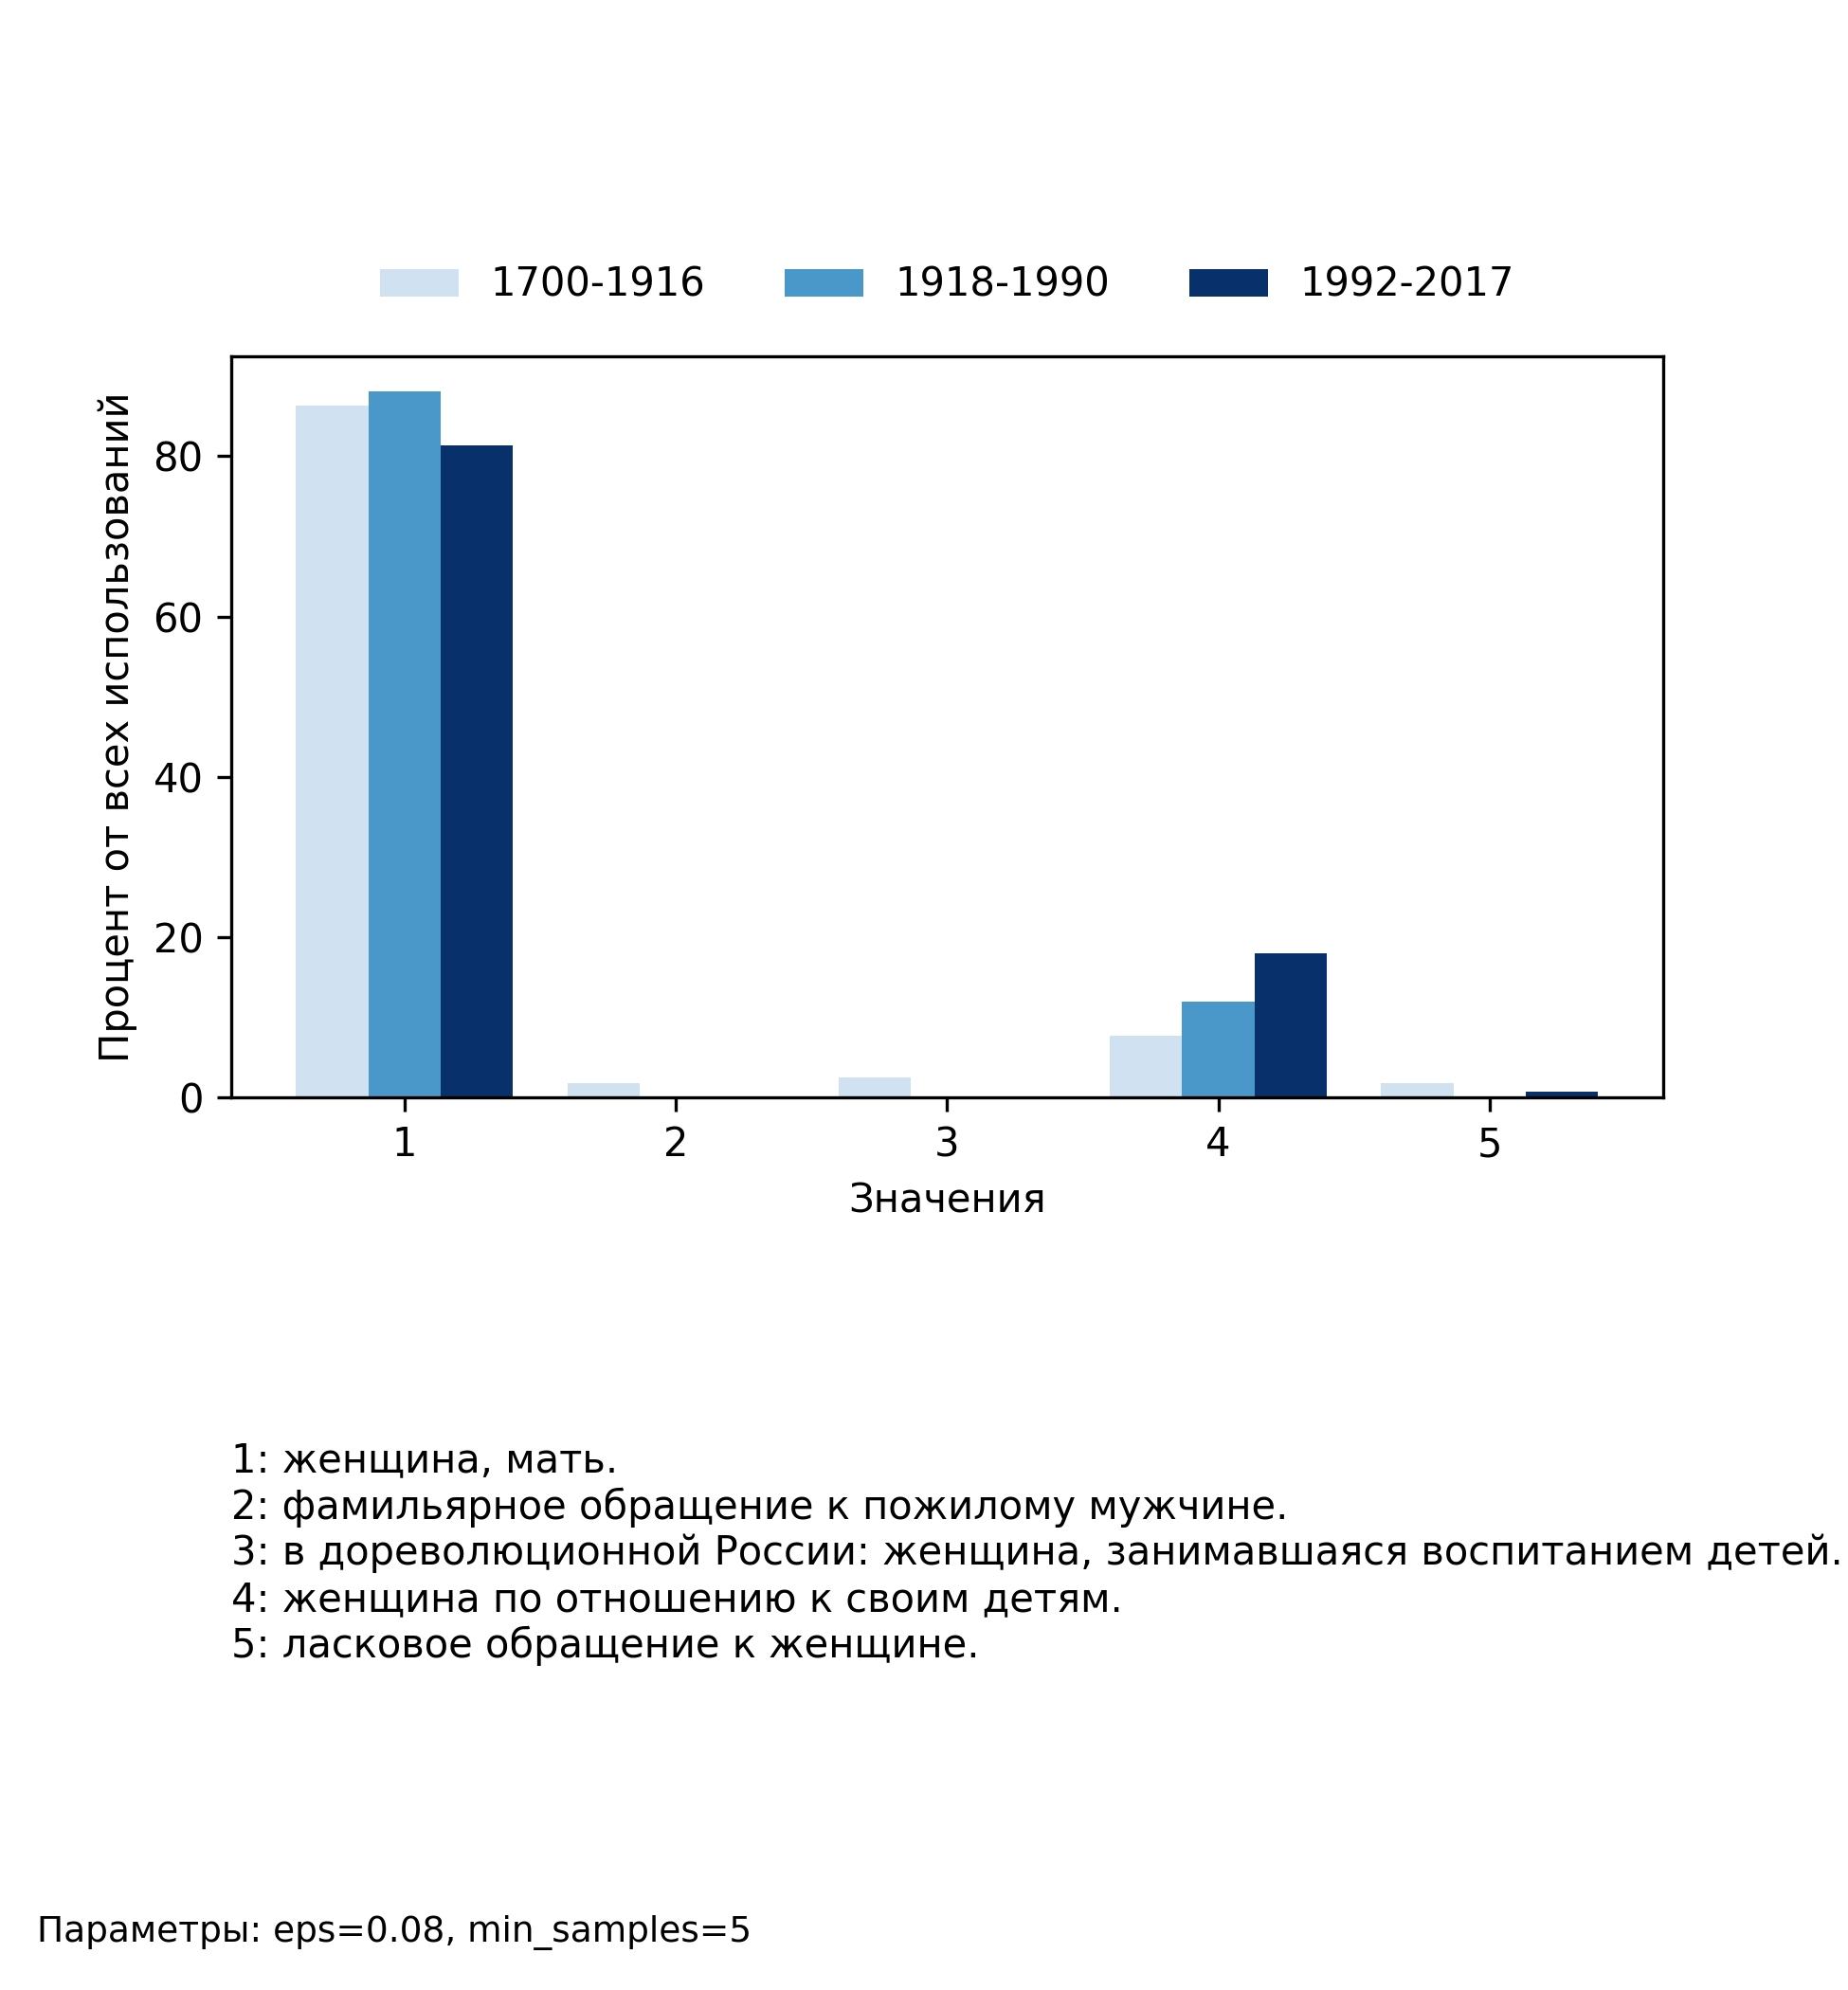 1700-1916 1918-1990 1992-2017
Процент от всех использований
80
60
40
20
0
1 2 3 4 5
Значения
1: женщина, мать.
2: фамильярное обращение к пожилому мужчине.
3: в дореволюционной России: женщина, занимавшаяся воспитанием детей.
4: женщина по отношению к своим детям.
5: ласковое обращение к женщине.
Параметры: eps=0.08, min_samples=5